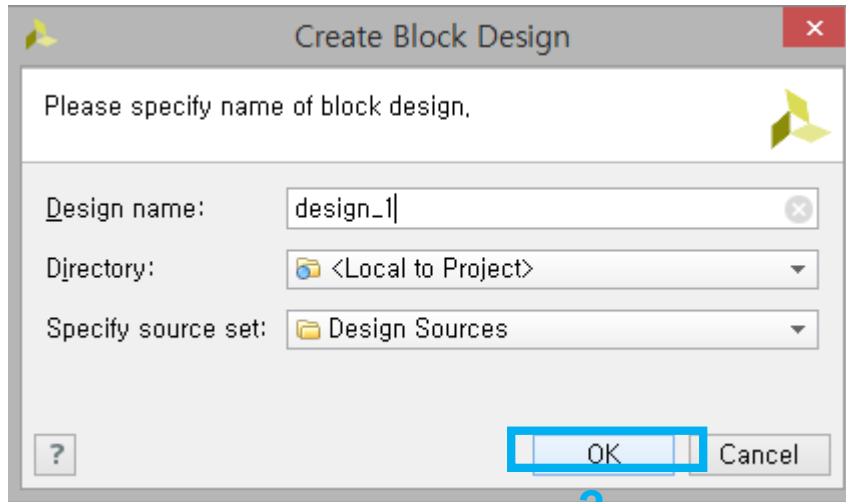 Create Block Design
Please specify name of block design,
Design name:
design_1
Directory:
<Local to Project>
Specify source set:
Design Sources
?
OK
Cancel